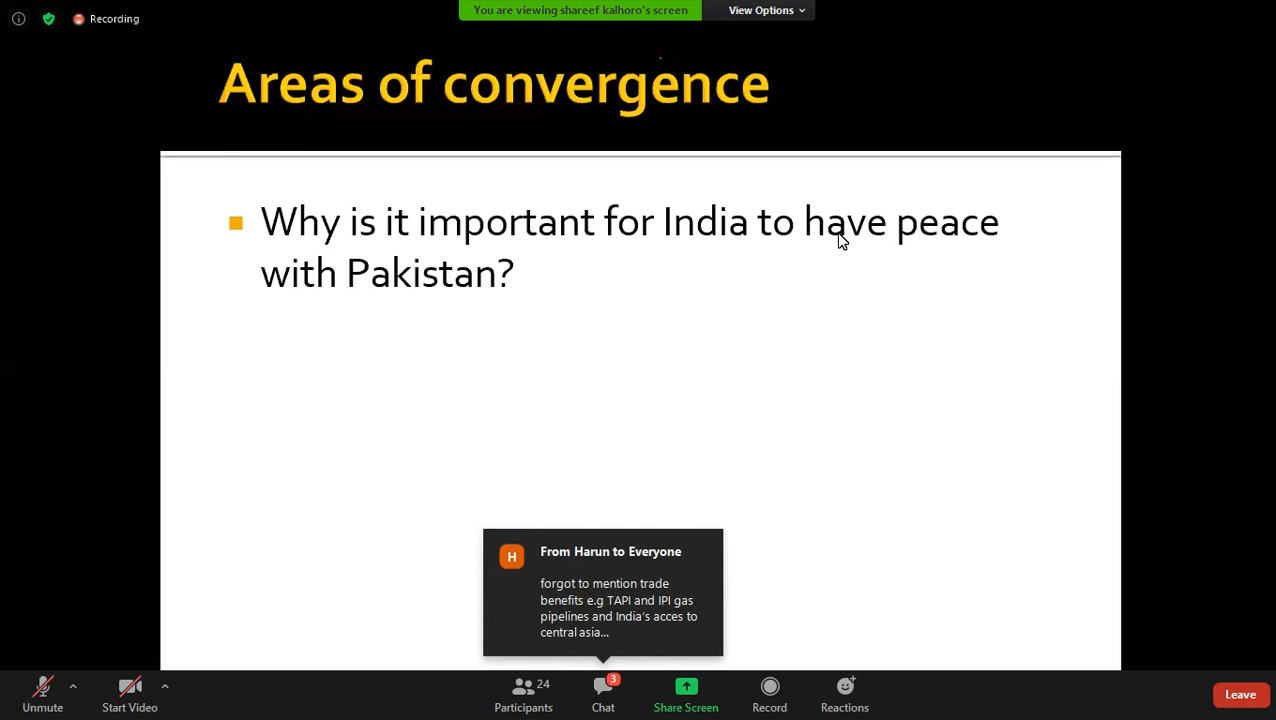 Recording
You are viewing shareef kalhoro's screen
View Options
Areas of convergence
Why is it important for India to have peace
with Pakistan?
H
From Harun to Everyone
forgot to mention trade
benefits e.g TAPI and IPI gas
pipelines and India's acces to
central asia...
Unmute
Start Video
24
Participants
3
Chat
Share Screen
Record
Reactions
Leave